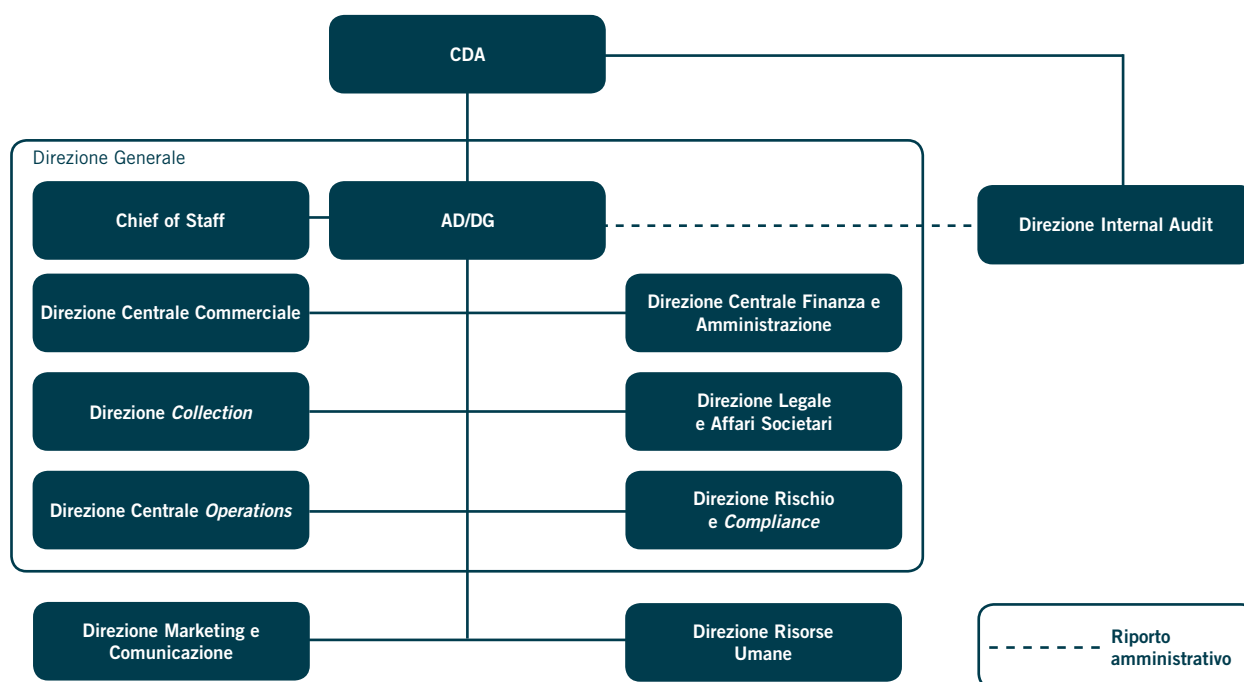 CDA
Direzione Generale
Chief of Staff
AD/DG
Direzione Internal Audit
Direzione Centrale Commerciale
Direzione Centrale Finanza e
Amministrazione
Direzione Collection
Direzione Legale
e Affari Societari
Direzione Centrale Operations
Direzione Rischio
e Compliance
Direzione Marketing e
Comunicazione
Direzione Risorse
Umane
Riporto
amministrativo